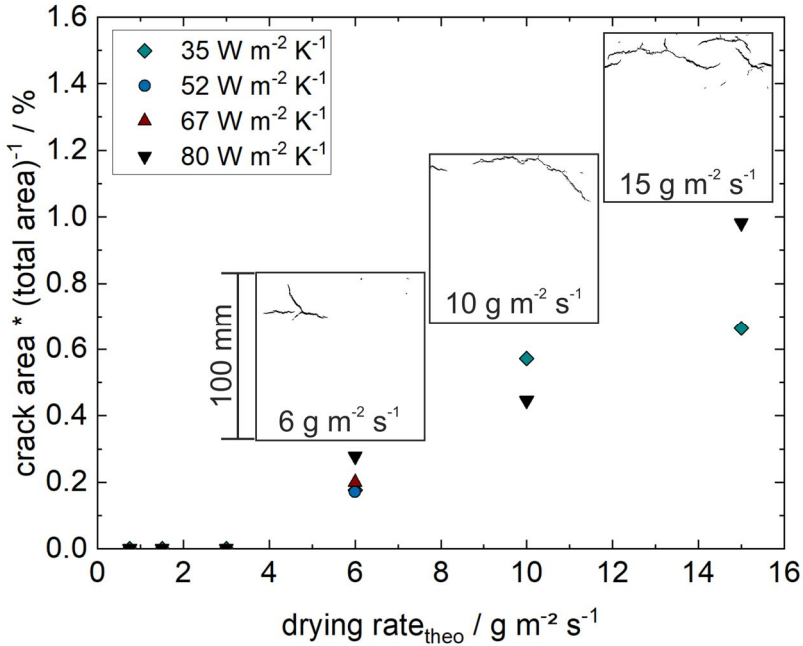 1.6
1.4
1.2
1.0
0.8
0.6
0.4
0.2
0.0
crack area * (total area)⁻¹ / %
35 W m⁻² K⁻¹
52 W m⁻² K⁻¹
67 W m⁻² K⁻¹
80 W m⁻² K⁻¹
15 g m⁻² s⁻¹
10 g m⁻² s⁻¹
100 mm
6 g m⁻² s⁻¹
0 2 4 6 8 10 12 14 16
drying rate_theo / g m⁻² s⁻¹